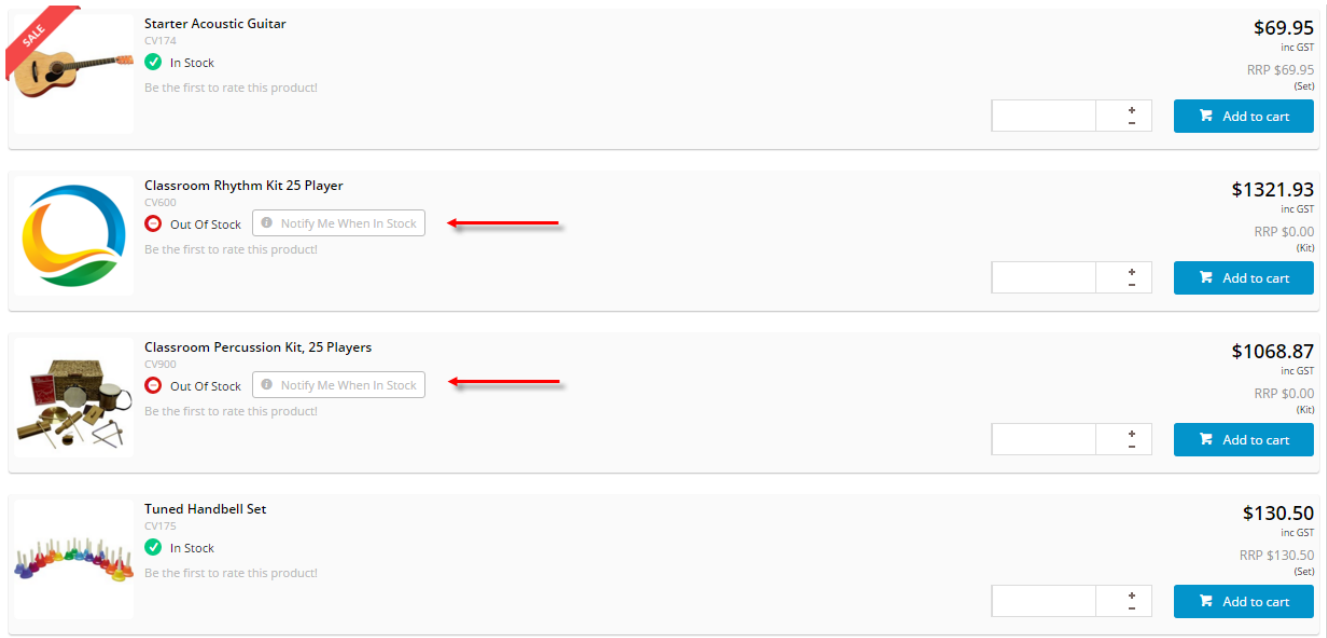 SALE
Starter Acoustic Guitar
CV174
In Stock
Be the first to rate this product!
$69.95
inc GST
RRP $69.95
(Set)
+
-
Add to cart
Classroom Rhythm Kit 25 Player
CV600
Out Of Stock
Notify Me When In Stock
Be the first to rate this product!
$1321.93
inc GST
RRP $0.00
(Kit)
+
-
Add to cart
Classroom Percussion Kit, 25 Players
CV900
Out Of Stock
Notify Me When In Stock
Be the first to rate this product!
$1068.87
inc GST
RRP $0.00
(Kit)
+
-
Add to cart
Tuned Handbell Set
CV175
In Stock
Be the first to rate this product!
$130.50
inc GST
RRP $130.50
(Set)
+
-
Add to cart